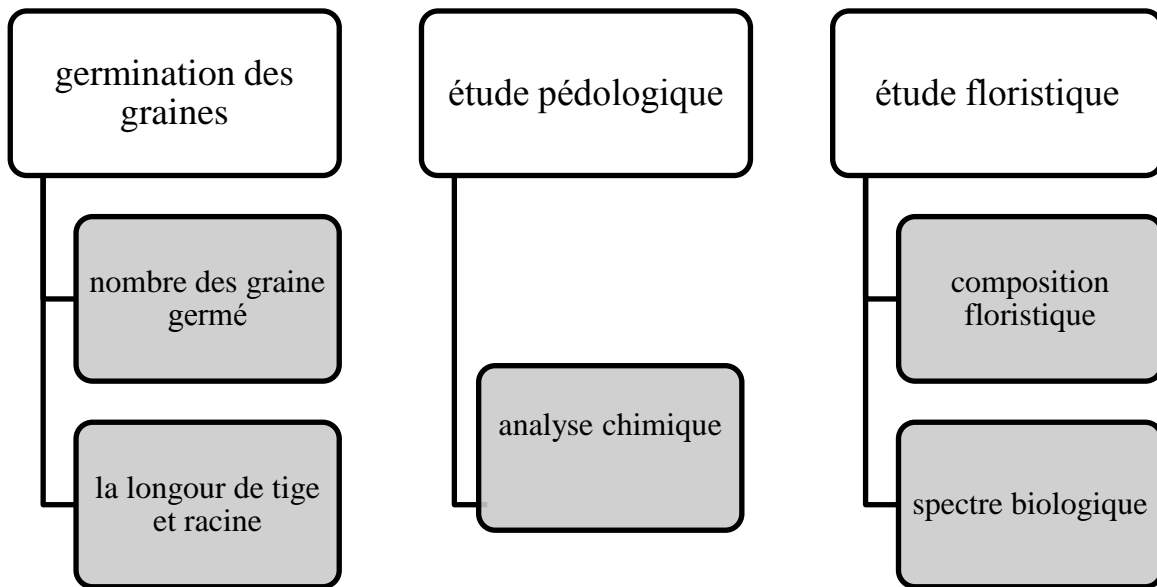 germination des
graines
nombre des graine
germé
la longour de tige
et racine
étude pédologique
analyse chimique
étude floristique
composition
floristique
spectre biologique